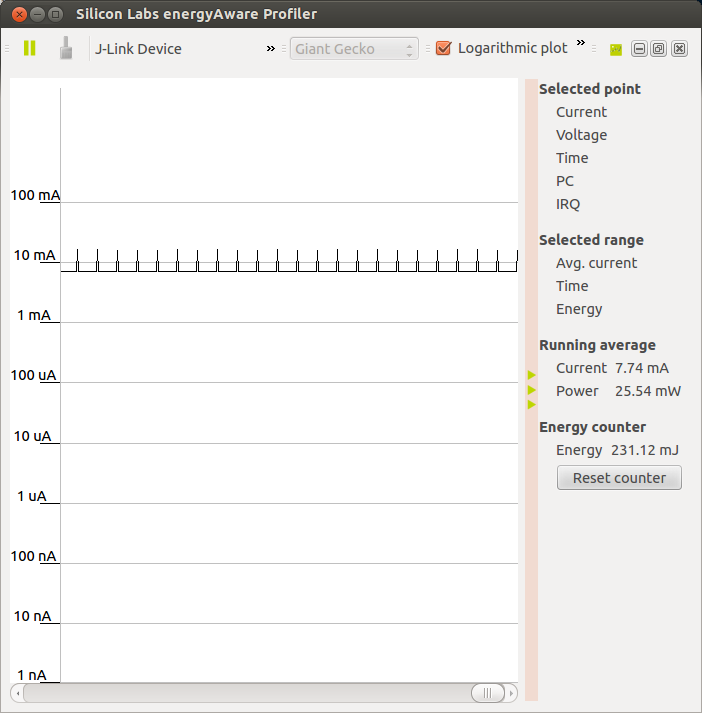 Silicon Labs energyAware Profiler
J-Link Device » Giant Gecko Logarithmic plot »
100 mA
10 mA
1 mA
100 uA
10 uA
1 uA
100 nA
10 nA
1 nA
Selected point
Current
Voltage
Time
PC
IRQ
Selected range
Avg. current
Time
Energy
Running average
Current 7.74 mA
Power 25.54 mW
Energy counter
Energy 231.12 mJ
Reset counter